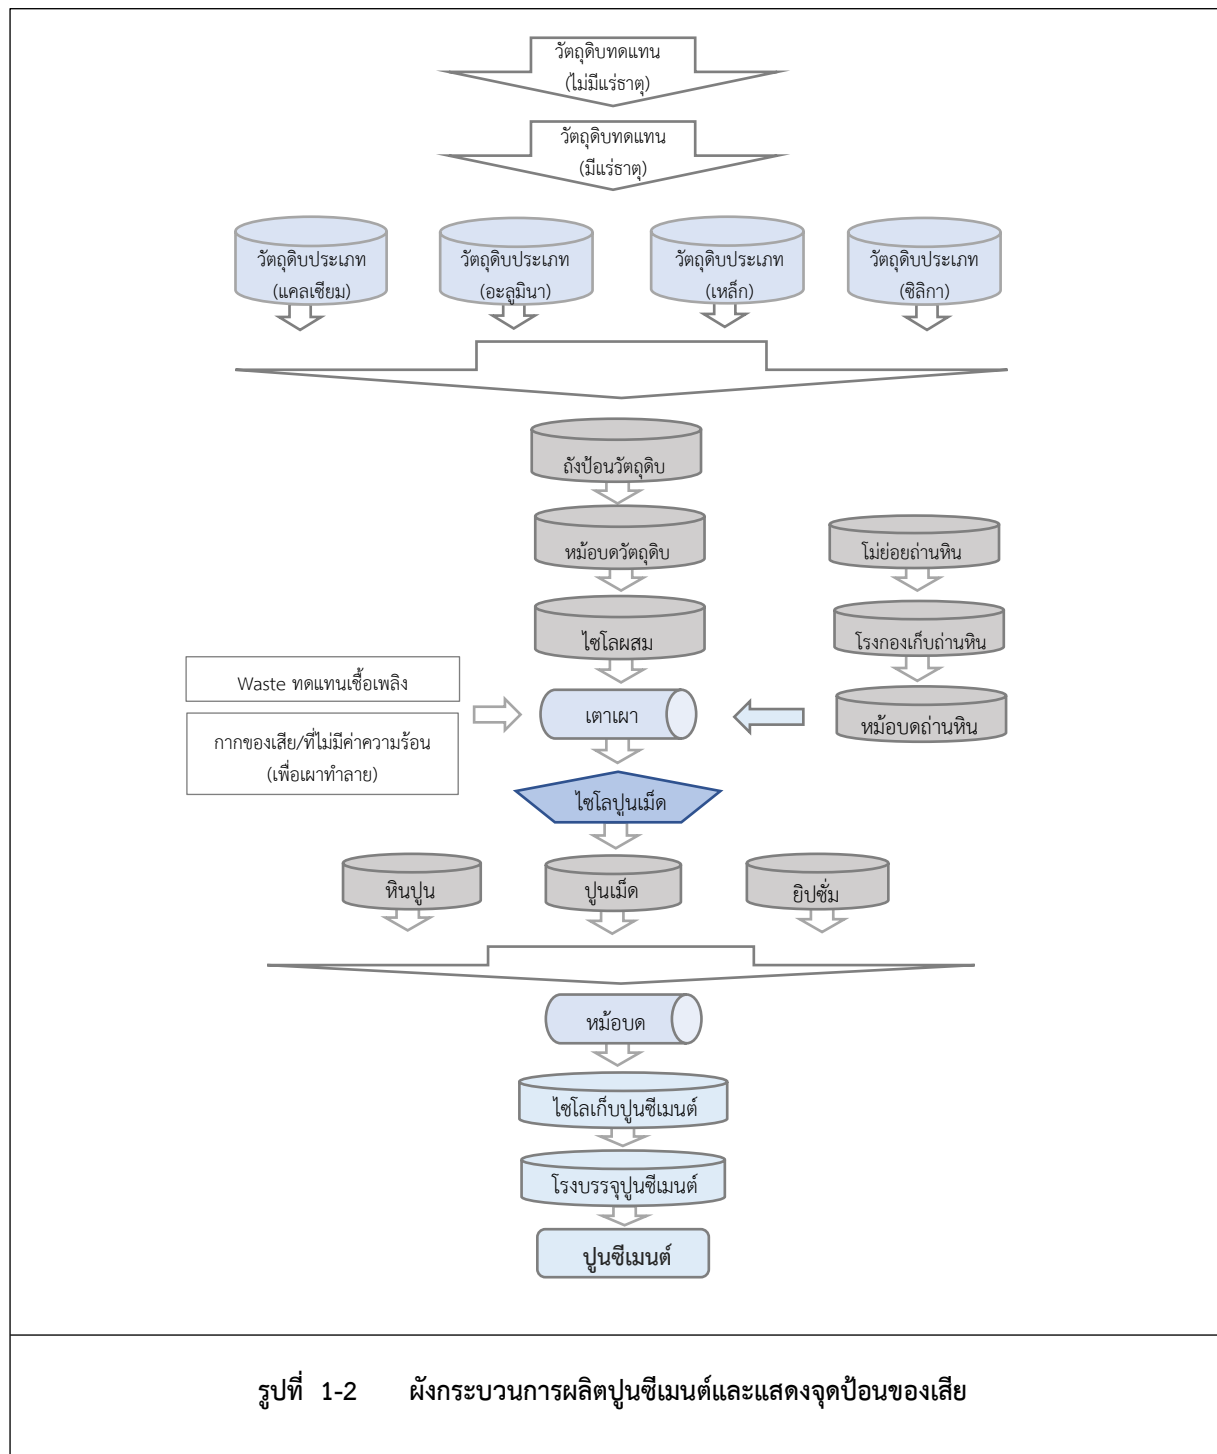 วัตถุดิบทดแทน
(ไม่มีแร่ธาตุ)
วัตถุดิบทดแทน
(มีแร่ธาตุ)
วัตถุดิบประเภท
(แคลเซียม)
วัตถุดิบประเภท
(อะลูมินา)
วัตถุดิบประเภท
(เหล็ก)
วัตถุดิบประเภท
(ซิลิกา)
ถังป้อนวัตถุดิบ
หม้อบดวัตถุดิบ
โม่ย่อยถ่านหิน
ไซโลผสม
โรงกองเก็บถ่านหิน
Waste ทดแทนเชื้อเพลิง
เตาเผา
หม้อบดถ่านหิน
กากของเสีย/ที่ไม่มีค่าความร้อน
(เพื่อเผาทำลาย)
ไซโลปูนเม็ด
หินปูน
ปูนเม็ด
ยิปซั่ม
หม้อบด
ไซโลเก็บปูนซีเมนต์
โรงบรรจุปูนซีเมนต์
ปูนซีเมนต์
รูปที่ 1-2 ผังกระบวนการผลิตปูนซีเมนต์และแสดงจุดป้อนของเสีย